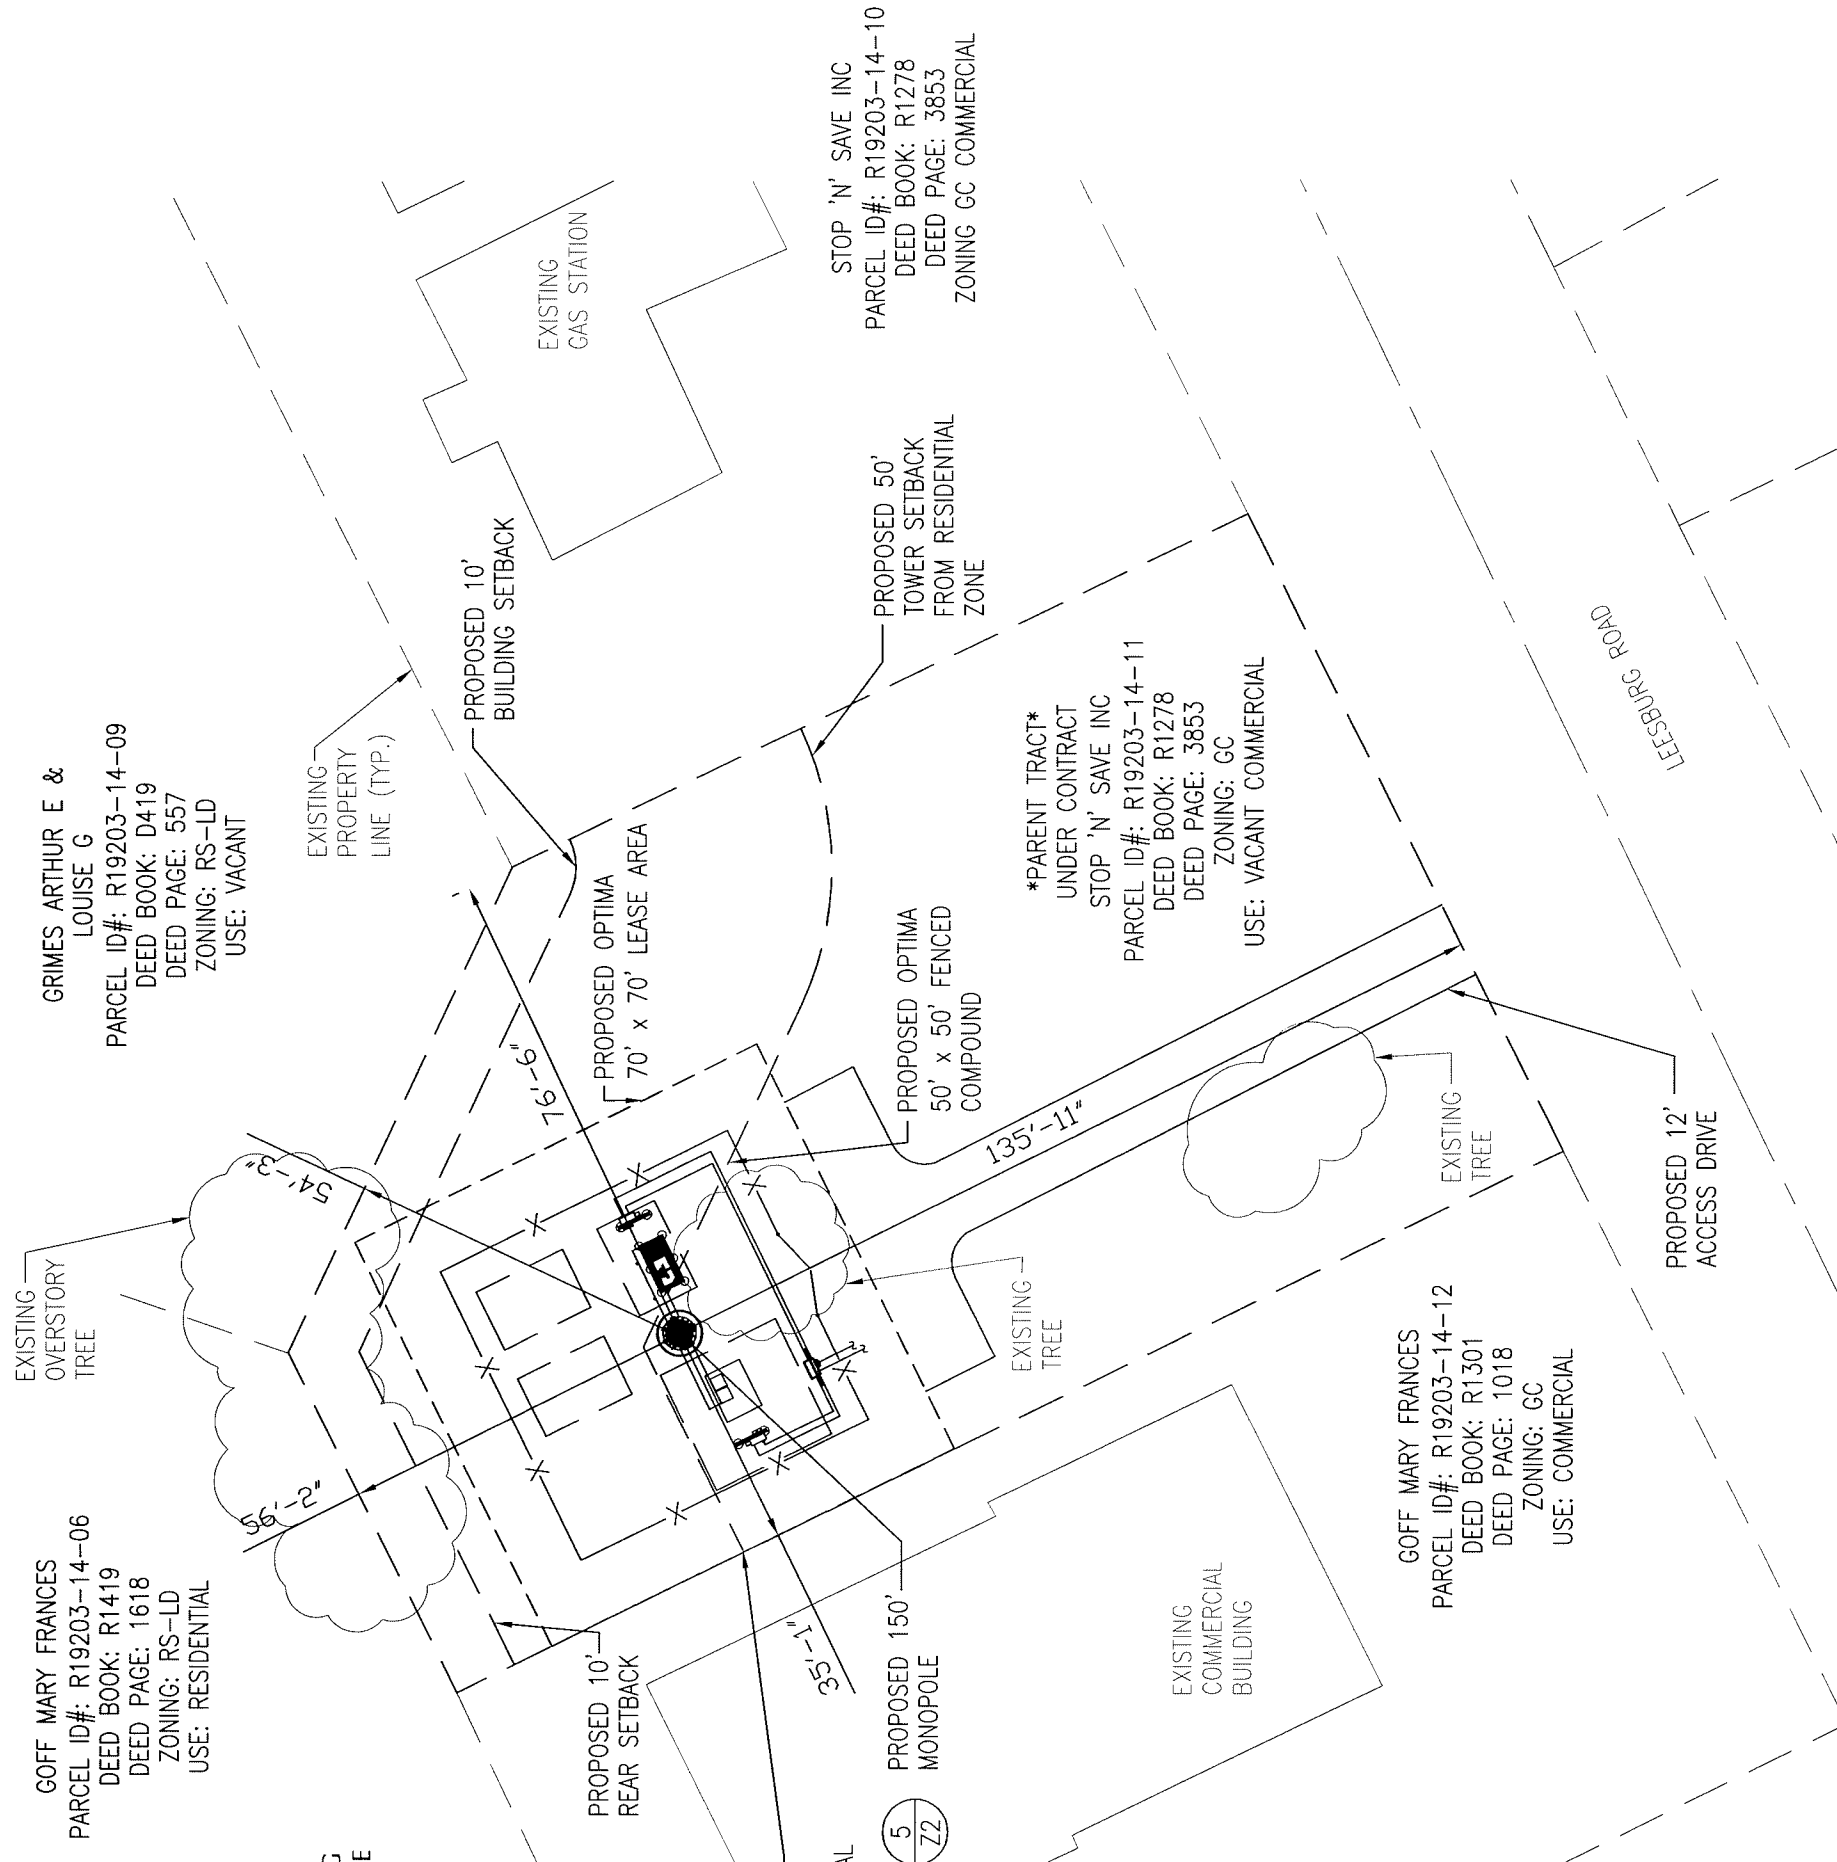 GOFF MARY FRANCES
PARCEL ID#: R19203-14-06
DEED BOOK: R1419
DEED PAGE: 1618
ZONING: RS-LD
USE: RESIDENTIAL
EXISTING
OVERSTORY
TREE
GRIMES ARTHUR E &
LOUISE G
PARCEL ID#: R19203-14-09
DEED BOOK: D419
DEED PAGE: 557
ZONING: RS-LD
USE: VACANT
56'-2"
54'-3"
76'-6"
EXISTING
PROPERTY
LINE (TYP.)
PROPOSED 10'
BUILDING SETBACK
EXISTING
GAS STATION
PROPOSED 10'
REAR SETBACK
PROPOSED OPTIMA
70' x 70' LEASE AREA
35'-1"
PROPOSED 150'
MONOPOLE
5
Z2
PROPOSED OPTIMA
50' x 50' FENCED
COMPOUND
PROPOSED 50'
TOWER SETBACK
FROM RESIDENTIAL
ZONE
STOP 'N' SAVE INC
PARCEL ID#: R19203-14-10
DEED BOOK: R1278
DEED PAGE: 3853
ZONING GC COMMERCIAL
135'-11"
EXISTING
TREE
*PARENT TRACT*
UNDER CONTRACT
STOP 'N' SAVE INC
PARCEL ID#: R19203-14-11
DEED BOOK: R1278
DEED PAGE: 3853
ZONING: GC
USE: VACANT COMMERCIAL
EXISTING
COMMERCIAL
BUILDING
GOFF MARY FRANCES
PARCEL ID#: R19203-14-12
DEED BOOK: R1301
DEED PAGE: 1018
ZONING: GC
USE: COMMERCIAL
EXISTING
TREE
PROPOSED 12'
ACCESS DRIVE
LEESBURG ROAD